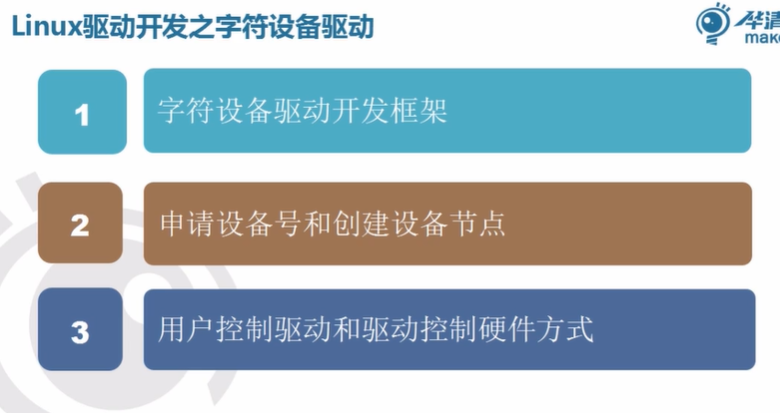 Linux驱动开发之字符设备驱动
华清
make
1
字符设备驱动开发框架
2
申请设备号和创建设备节点
3
用户控制驱动和驱动控制硬件方式